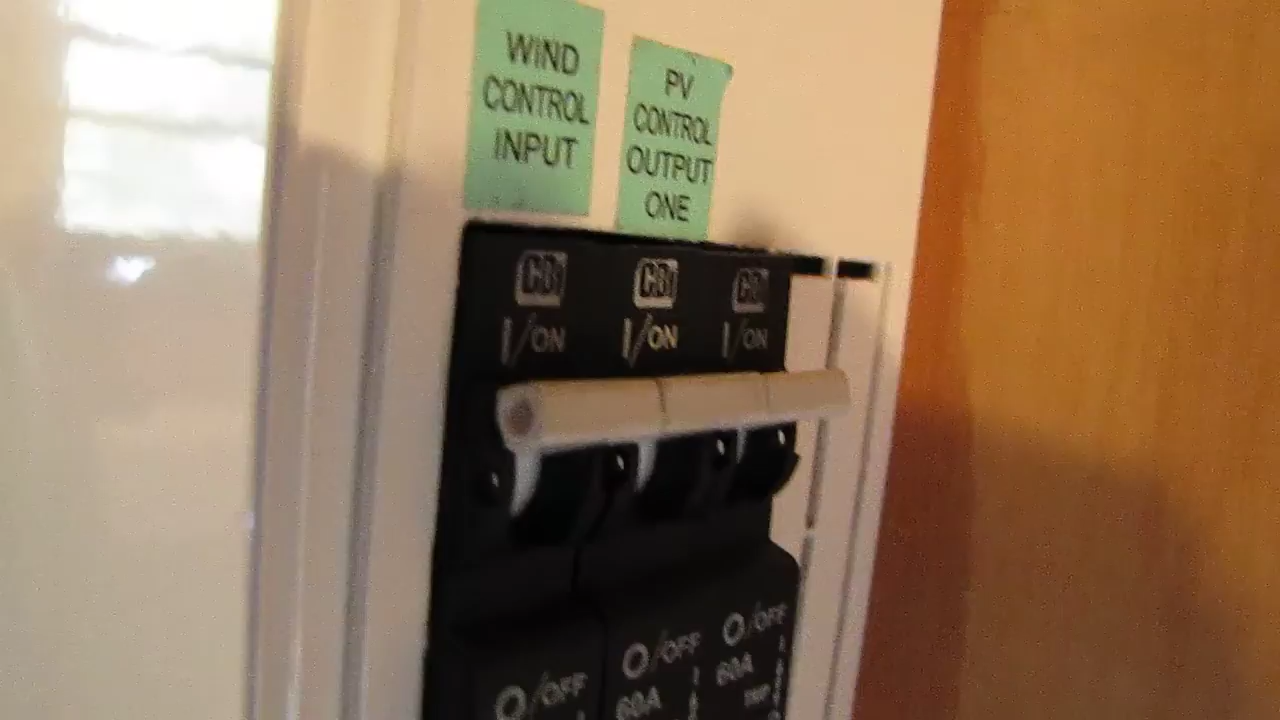 WIND
CONTROL
INPUT
PV
CONTROL
OUTPUT
ONE
CBI CBI CBI
I/ON I/ON I/ON
O/OFF O/OFF O/OFF
60A 60A